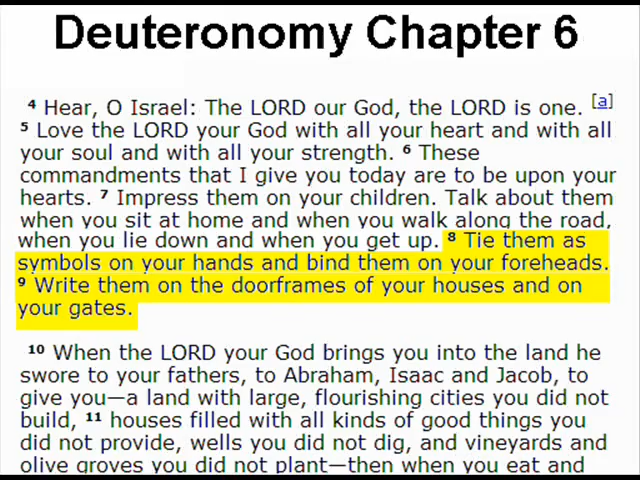 Deuteronomy Chapter 6
4 Hear, O Israel: The LORD our God, the LORD is one. [a]
5 Love the LORD your God with all your heart and with all
your soul and with all your strength. 6 These
commandments that I give you today are to be upon your
hearts. 7 Impress them on your children. Talk about them
when you sit at home and when you walk along the road,
when you lie down and when you get up. 8 Tie them as
symbols on your hands and bind them on your foreheads.
9 Write them on the doorframes of your houses and on
your gates.
10 When the LORD your God brings you into the land he
swore to your fathers, to Abraham, Isaac and Jacob, to
give you—a land with large, flourishing cities you did not
build, 11 houses filled with all kinds of good things you
did not provide, wells you did not dig, and vineyards and
olive groves you did not plant—then when you eat and